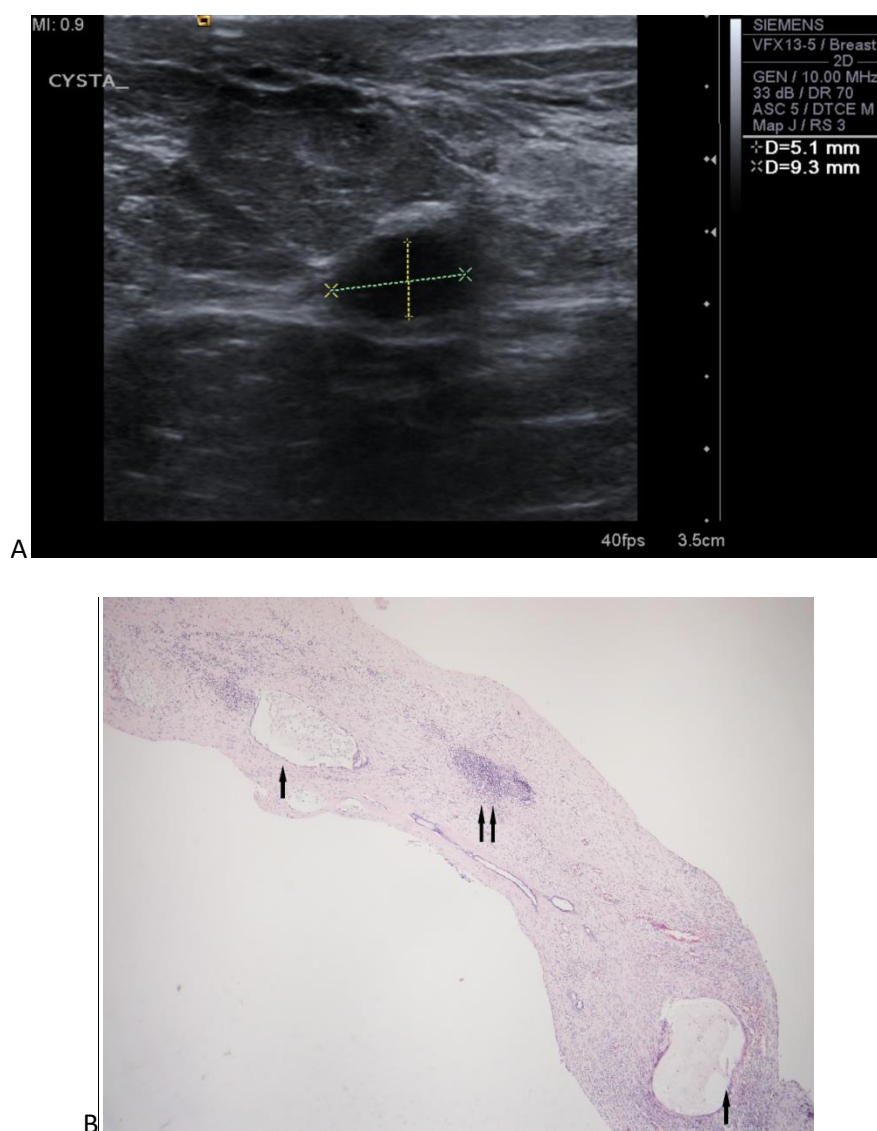 MI: 0.9
CYSTA_
SIEMENS
VFX13-5 / Breast
2D
GEN / 10.00 MHz
33 dB / DR 70
ASC 5 / DTCE M
Map J / RS 3
D=5.1 mm
D=9.3 mm
40fps 3.5cm
A
B